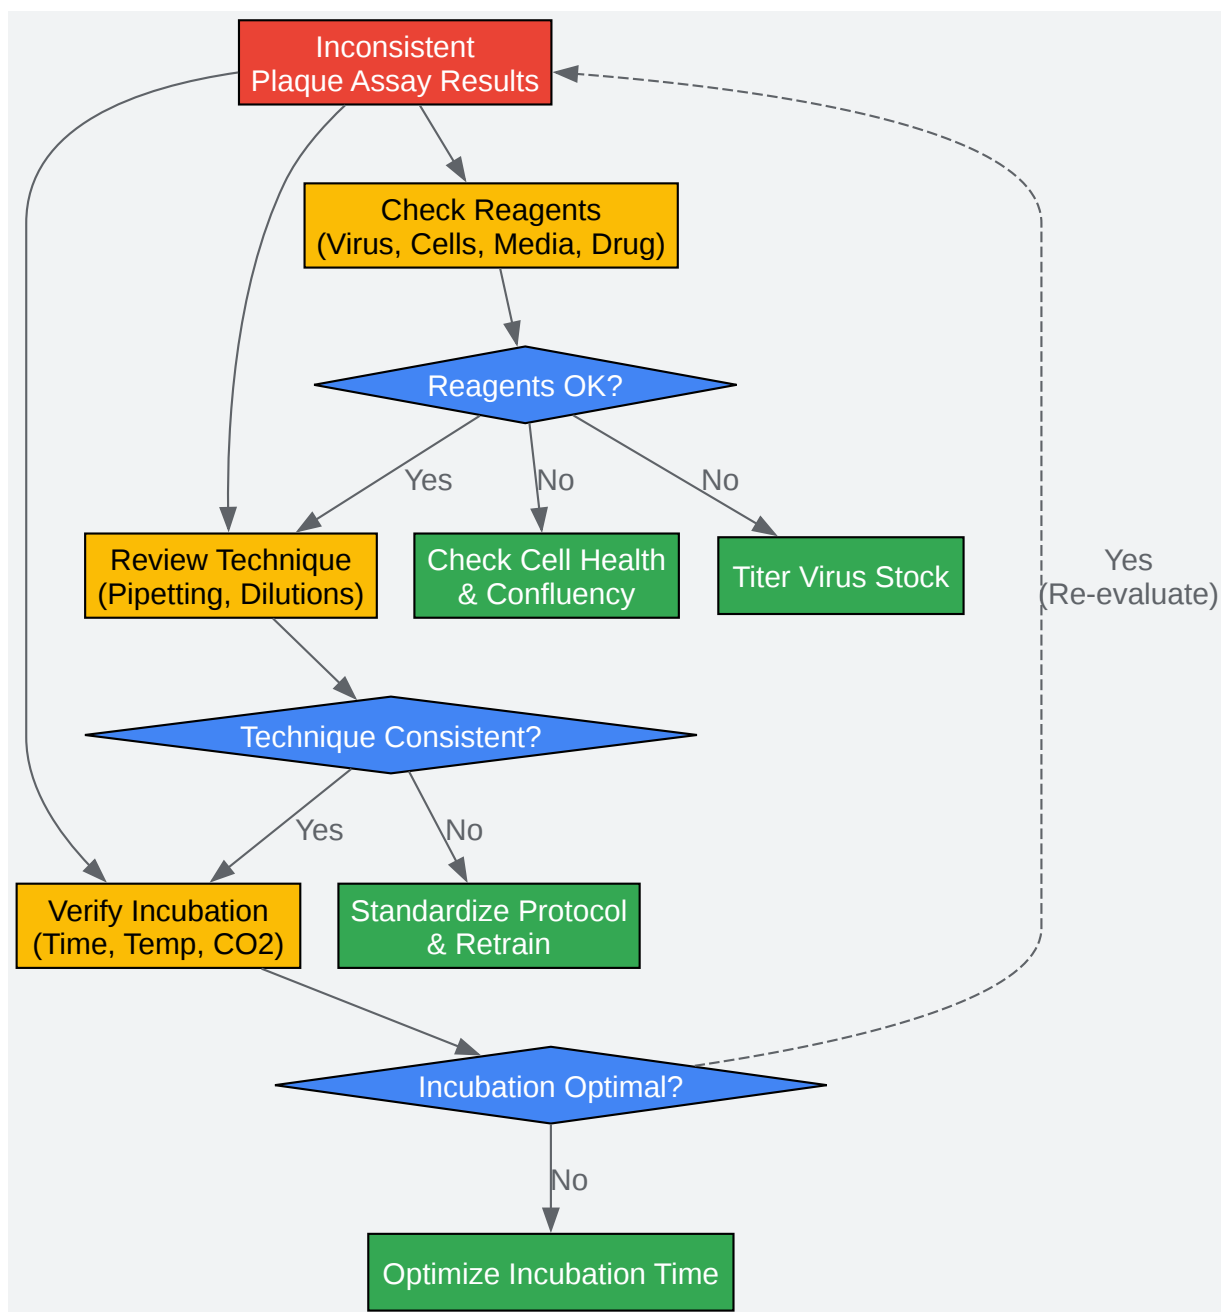 Inconsistent
Plaque Assay Results
Check Reagents
(Virus, Cells, Media, Drug)
Reagents OK?
Yes
No
No
Review Technique
(Pipetting, Dilutions)
Check Cell Health
& Confluency
Titer Virus Stock
Yes
(Re-evaluate)
Technique Consistent?
Yes
No
Verify Incubation
(Time, Temp, CO2)
Standardize Protocol
& Retrain
Incubation Optimal?
No
Optimize Incubation Time